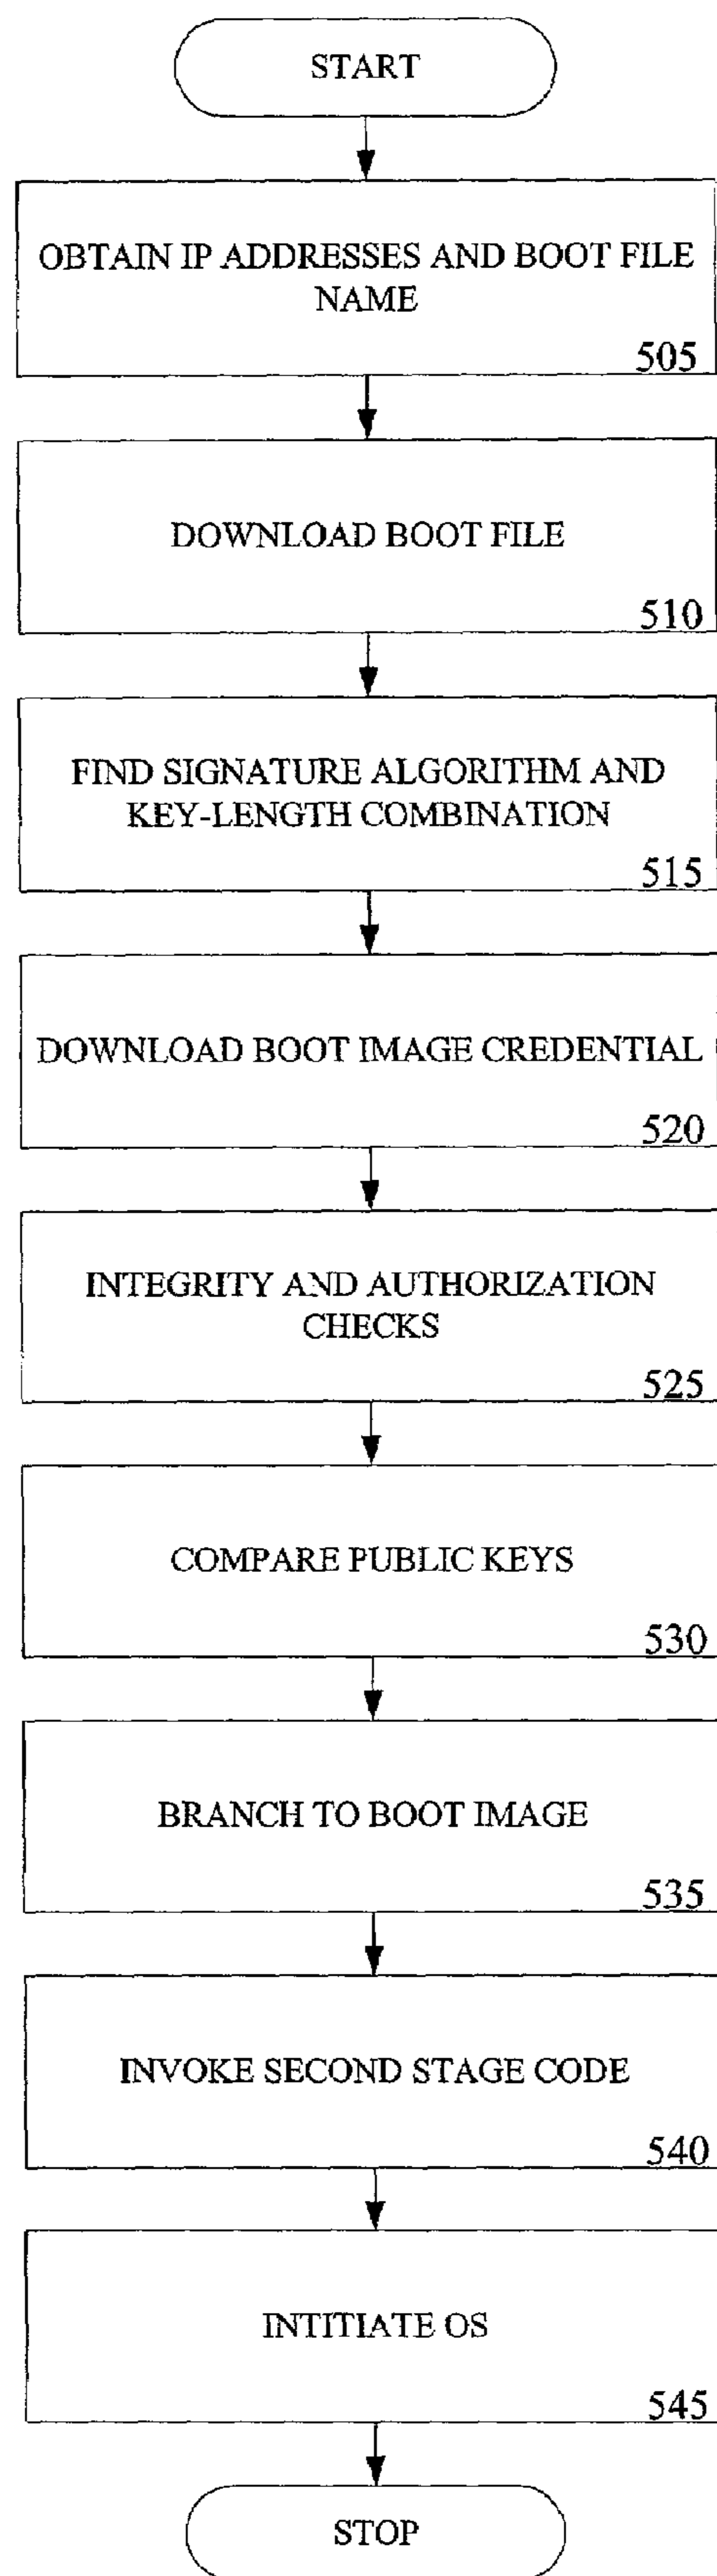 START
OBTAIN IP ADDRESSES AND BOOT FILE
NAME
505
DOWNLOAD BOOT FILE
510
FIND SIGNATURE ALGORITHM AND
KEY-LENGTH COMBINATION
515
DOWNLOAD BOOT IMAGE CREDENTIAL
520
INTEGRITY AND AUTHORIZATION
CHECKS
525
COMPARE PUBLIC KEYS
530
BRANCH TO BOOT IMAGE
535
INVOKE SECOND STAGE CODE
540
INTITIATE OS
545
STOP